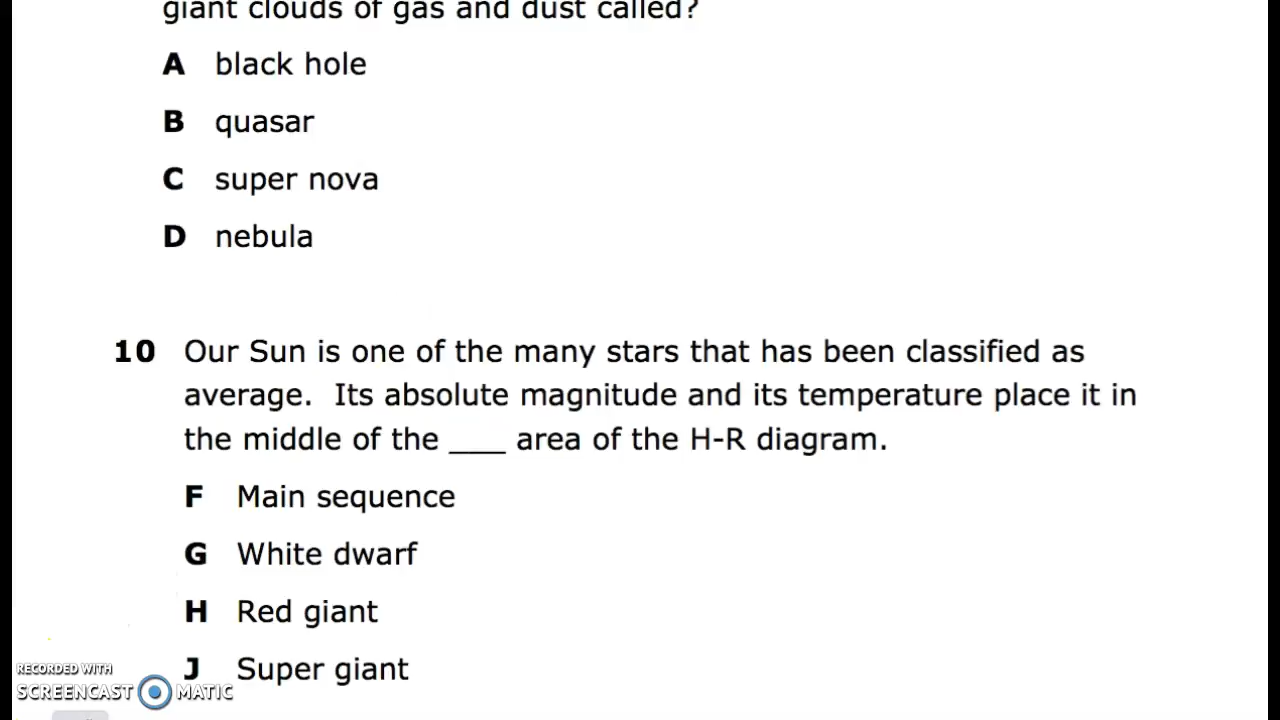 giant clouds of gas and dust called?
A black hole
B quasar
C super nova
D nebula
10 Our Sun is one of the many stars that has been classified as
average. Its absolute magnitude and its temperature place it in
the middle of the ___ area of the H-R diagram.
F Main sequence
G White dwarf
H Red giant
J Super giant
RECORDED WITH
SCREENCAST MATIC